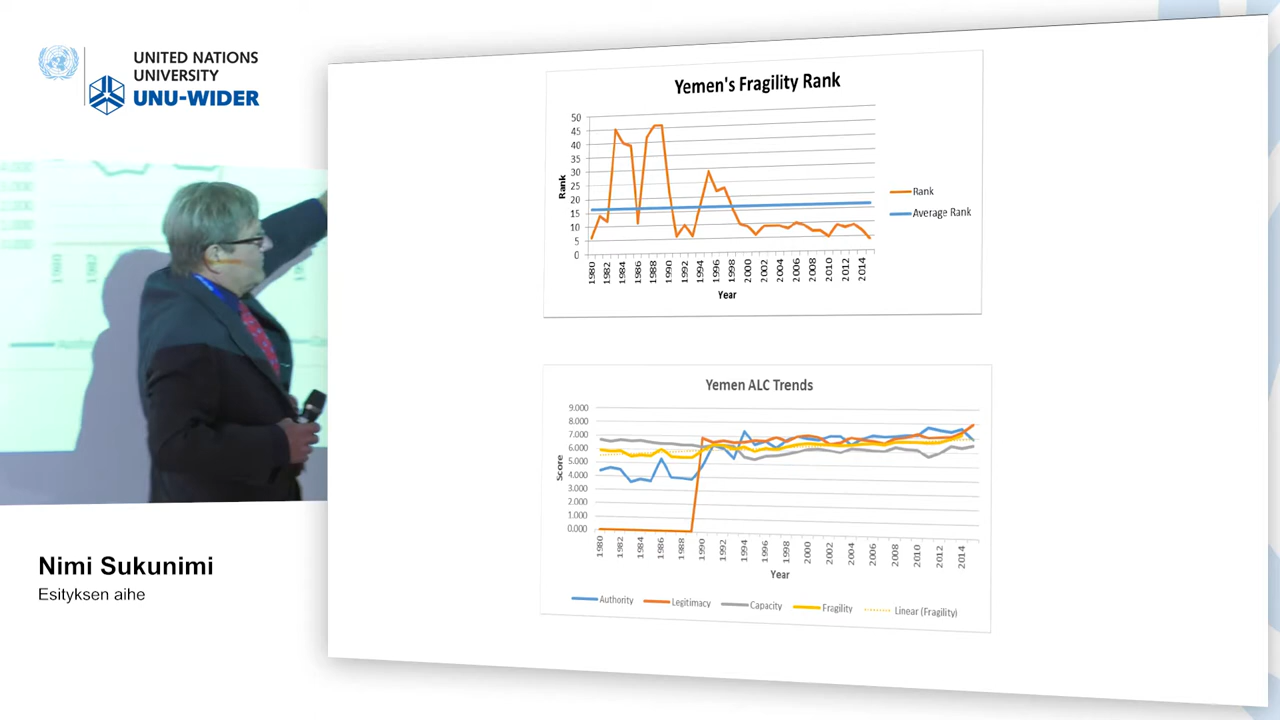 UNITED NATIONS
UNIVERSITY
UNU-WIDER
Nimi Sukunimi
Esityksen aihe
Yemen's Fragility Rank
50
45
40
35
30
25
20
15
10
5
0
Rank
1980 1982 1984 1986 1988 1990 1992 1994 1996 1998 2000 2002 2004 2006 2008 2010 2012 2014
Year
Rank
Average Rank
Yemen ALC Trends
9.000
8.000
7.000
6.000
5.000
4.000
3.000
2.000
1.000
0.000
Score
1980 1982 1984 1986 1988 1990 1992 1994 1996 1998 2000 2002 2004 2006 2008 2010 2012 2014
Year
Authority Legitimacy Capacity Fragility Linear (Fragility)